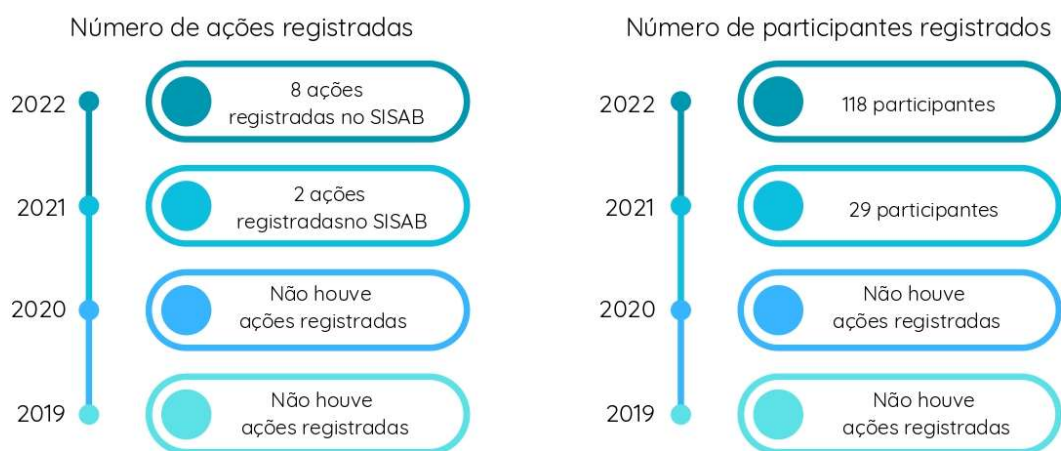 Número de ações registradas
2022
8 ações
registradas no SISAB
2021
2 ações
registradasno SISAB
2020
Não houve
ações registradas
2019
Não houve
ações registradas
Número de participantes registrados
2022
118 participantes
2021
29 participantes
2020
Não houve
ações registradas
2019
Não houve
ações registradas